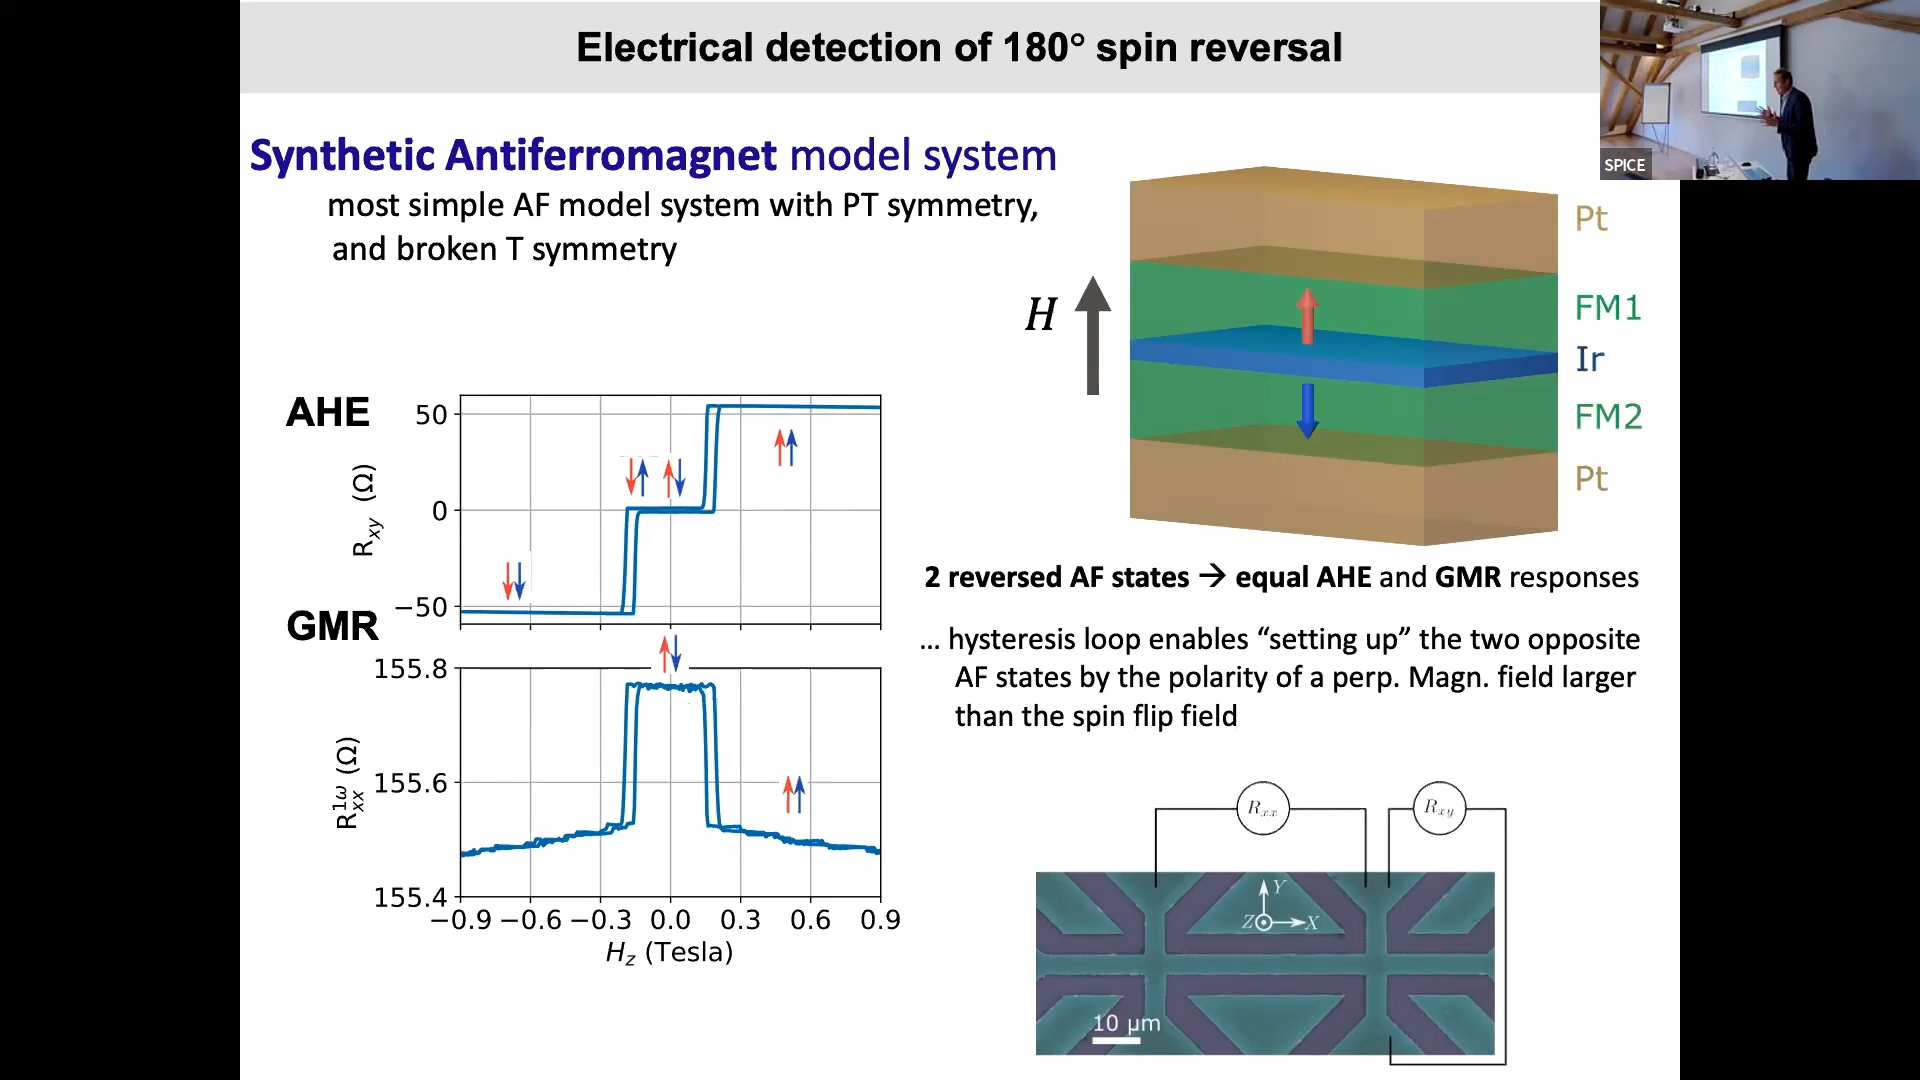 Electrical detection of 180° spin reversal
SPICE
Synthetic Antiferromagnet model system
most simple AF model system with PT symmetry,
and broken T symmetry
H
Pt
FM1
Ir
FM2
Pt
AHE
50
0
−50
R_xy (Ω)
GMR
155.8
155.6
155.4
R^1ω_xx (Ω)
−0.9 −0.6 −0.3 0.0 0.3 0.6 0.9
H_z (Tesla)
2 reversed AF states → equal AHE and GMR responses
... hysteresis loop enables “setting up” the two opposite
AF states by the polarity of a perp. Magn. field larger
than the spin flip field
R_xx
R_xy
Y
Z X
10 μm